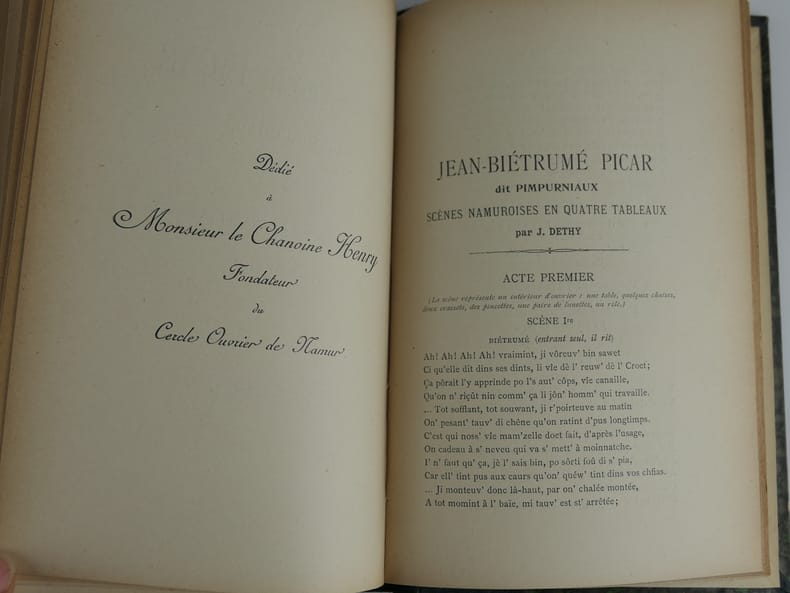 Dédié
à
Monsieur le Chanoine Henry
Fondateur
du
Cercle Ouvrier de Namur
JEAN-BIÉTRUMÉ PICAR
dit PIMPURNIAUX
SCÈNES NAMUROISES EN QUATRE TABLEAUX
par J. DETHY
ACTE PREMIER
(La scène représente un intérieur d'ouvrier : une table, quelques chaises,
deux crassets, des pincettes, une paire de lunettes, un rèle.)
SCÈNE Ire
BIÉTRUMÉ (entrant seul, il rit)
Ah! Ah! Ah! Ah! vraimint, ji vôreuv' bin sawet
Ci qu'elle dit dins ses dints, li vîe dè l' reuw' dè l' Croet;
Ça pôrait l'y apprinde po l's aut' côps, vîe canaille,
Qu'on n' riçût nin comm' ça li jôn' homm' qui travaille.
... Tot sofflant, tot souwant, ji r'poirteuve au matin
On' pesant' tauv' di chêne qu'on ratint d'pus longtimps.
C'est qui noss' vîe mam'zelle doet fait, d'après l'usage,
On cadeau à s' neveu qui va s' mett' à moinnatche.
I' n' faut qu' ça, jè l' sais bin, po sôrti foû di s' pia,
Car ell' tint pus aux caurs qu'on' quéw' tint dins vos chfias.
... Ji monteuv' donc là-haut, par on' chalée montée,
A tot momint à l' baîe, mi tauv' est st' arrêtée;